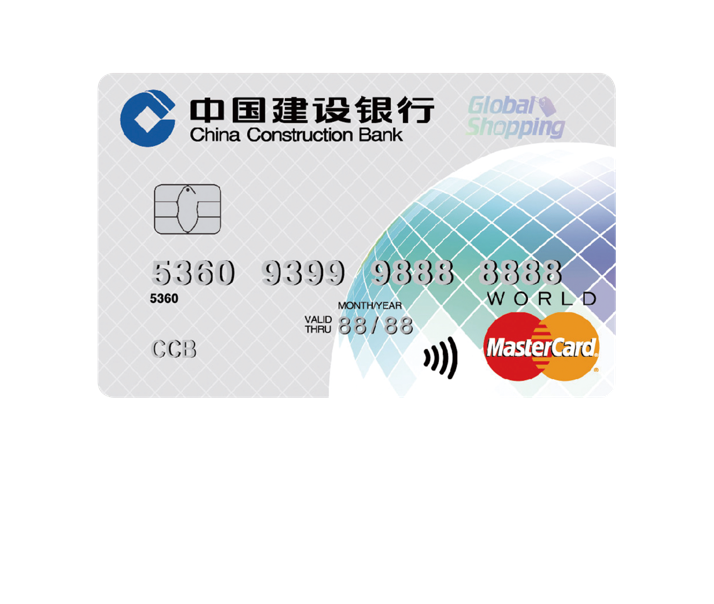 中国建设银行
China Construction Bank
Global
Shopping
5360 9399 9888 8888
5360
WORLD
MONTH/YEAR
VALID
THRU 88/88
CCB
MasterCard